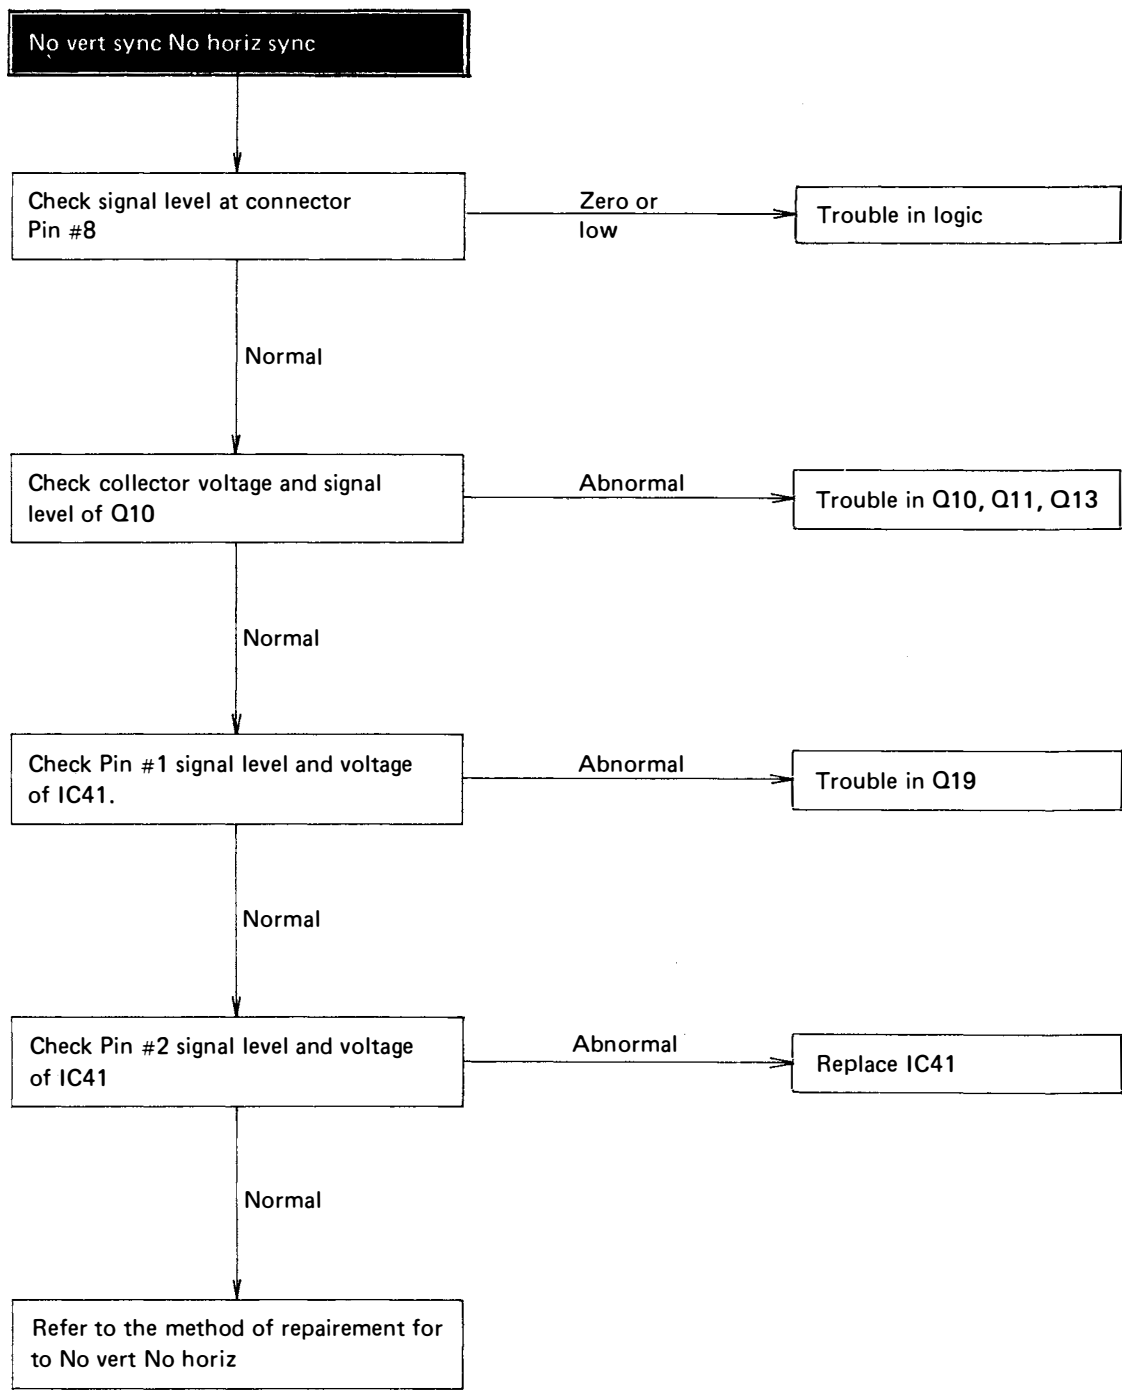 No vert sync No horiz sync
Check signal level at connector
Pin #8
Zero or
low
Trouble in logic
Normal
Check collector voltage and signal
level of Q10
Abnormal
Trouble in Q10, Q11, Q13
Normal
Check Pin #1 signal level and voltage
of IC41.
Abnormal
Trouble in Q19
Normal
Check Pin #2 signal level and voltage
of IC41
Abnormal
Replace IC41
Normal
Refer to the method of repairement for
to No vert No horiz